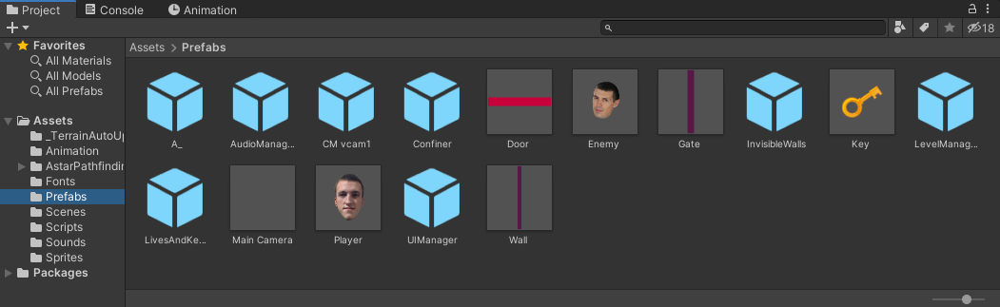 Project
Console
Animation
18
Favorites
All Materials
All Models
All Prefabs
Assets
_TerrainAutoUp
Animation
AstarPathfindin
Fonts
Prefabs
Scenes
Scripts
Sounds
Sprites
Packages
Assets > Prefabs
A_
AudioManag...
CM vcam1
Confiner
Door
Enemy
Gate
InvisibleWalls
Key
LevelManag...
LivesAndKe...
Main Camera
Player
UIManager
Wall